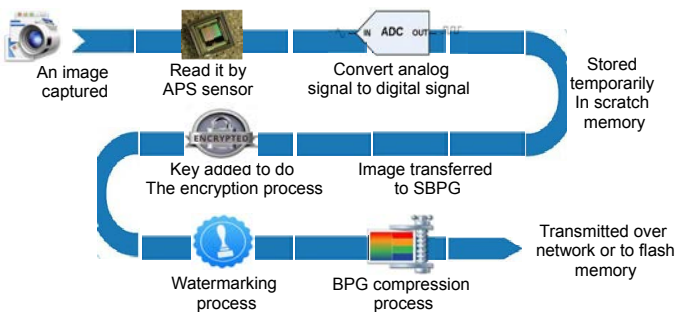 An image
captured
Read it by
APS sensor
IN ADC OUT
Convert analog
signal to digital signal
Stored
temporarily
In scratch
memory
Image transferred
to SBPG
ENCRYPTED
Key added to do
The encryption process
Watermarking
process
BPG compression
process
Transmitted over
network or to flash
memory